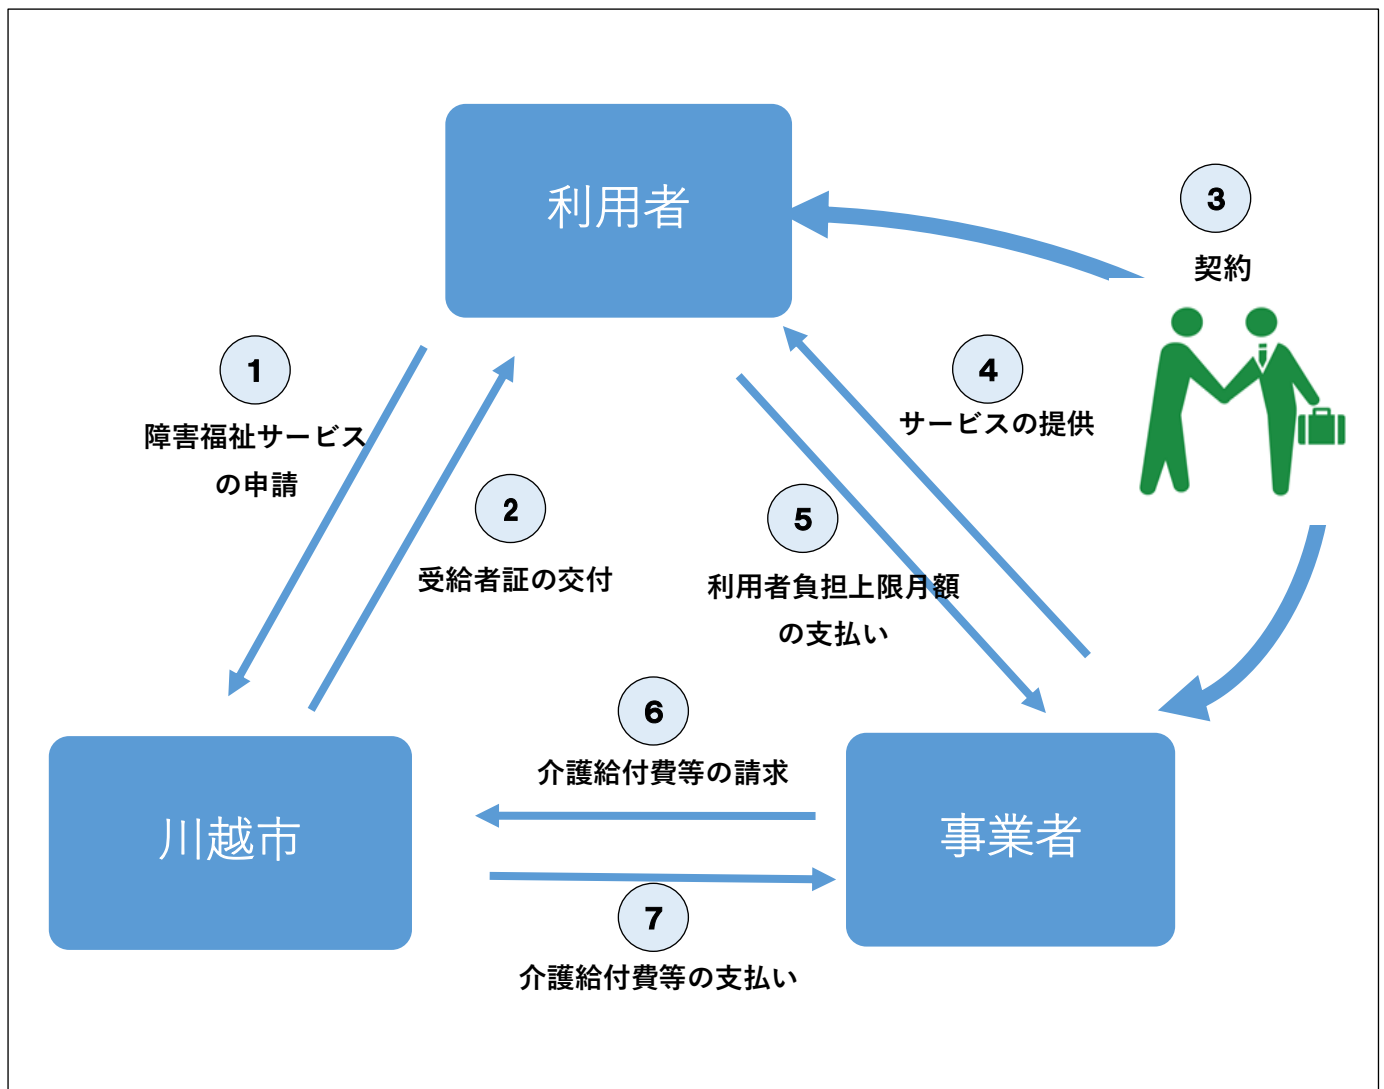 利用者
3
契約
1
障害福祉サービス
の申請
4
サービスの提供
2
受給者証の交付
5
利用者負担上限月額
の支払い
6
介護給付費等の請求
川越市
事業者
7
介護給付費等の支払い